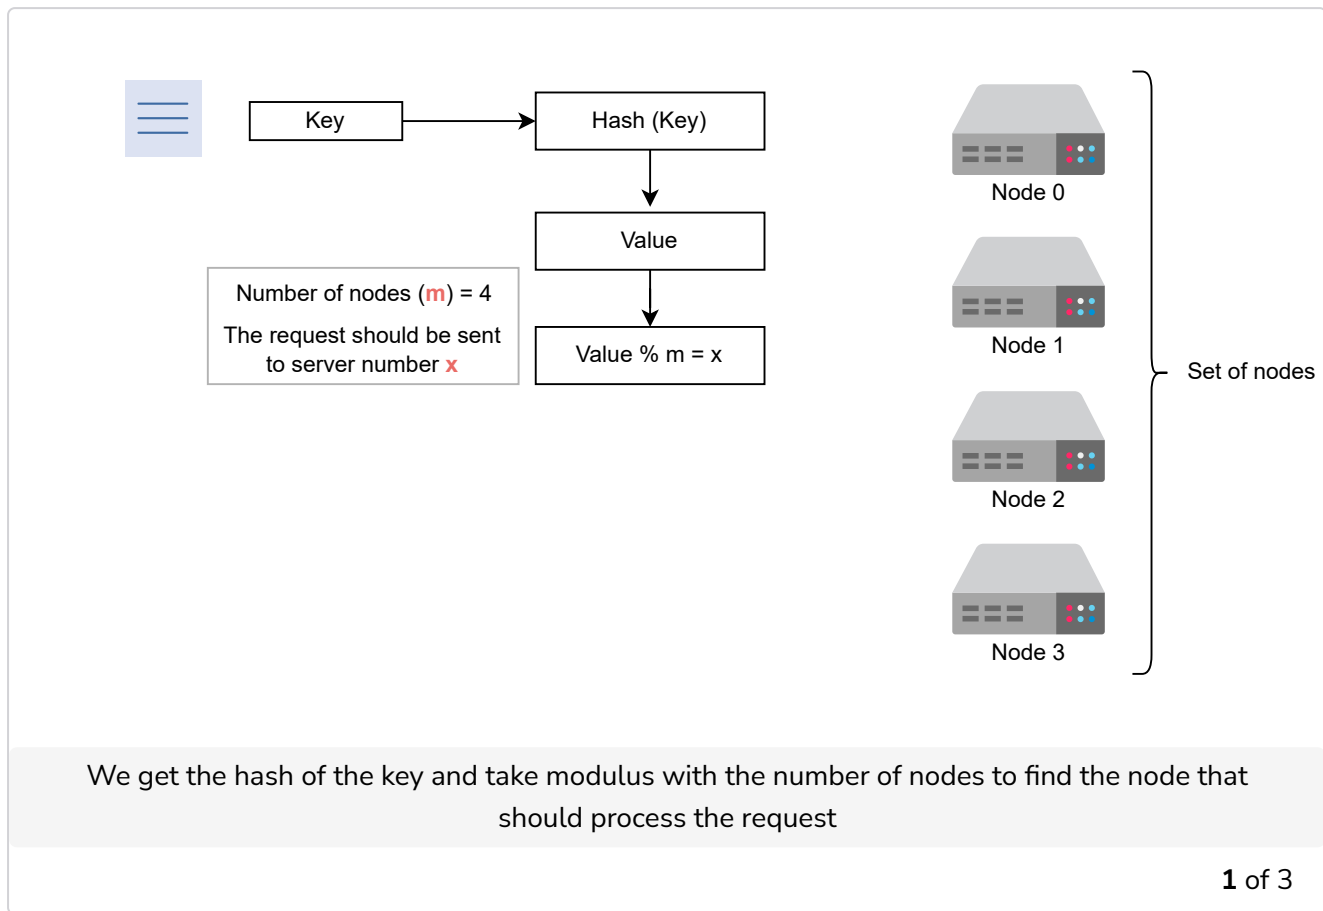 Key
Hash (Key)
Value
Number of nodes (m) = 4
The request should be sent
to server number x
Value % m = x
Node 0
Node 1
Node 2
Node 3
Set of nodes
We get the hash of the key and take modulus with the number of nodes to find the node that
should process the request
1 of 3